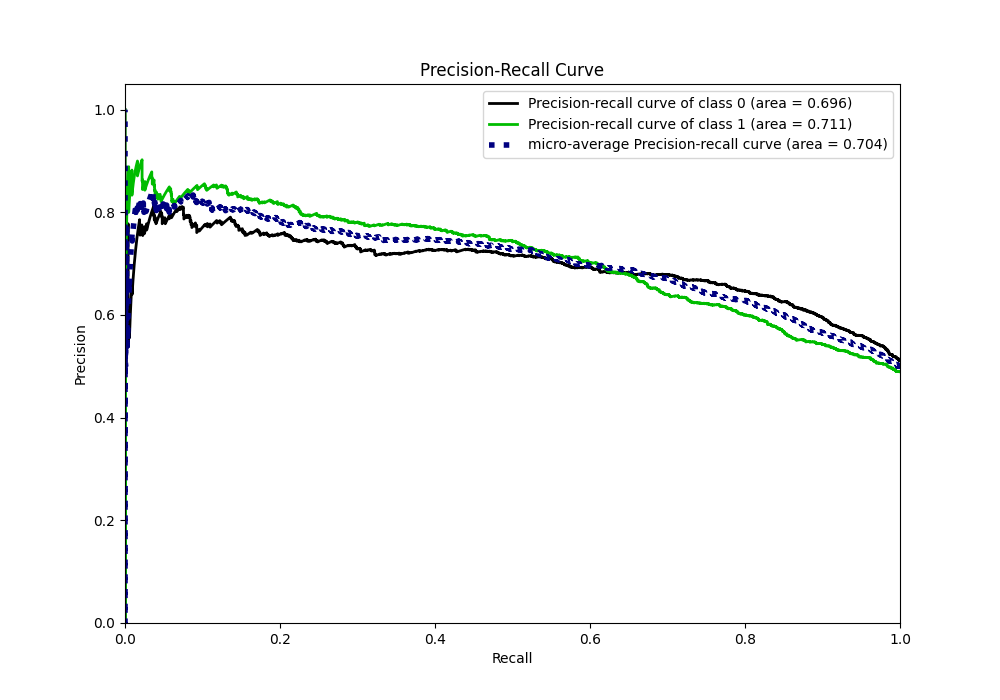 Precision-Recall Curve
Precision-recall curve of class 0 (area = 0.696)
Precision-recall curve of class 1 (area = 0.711)
micro-average Precision-recall curve (area = 0.704)
1.0
0.8
0.6
0.4
0.2
0.0
Precision
0.0 0.2 0.4 0.6 0.8 1.0
Recall